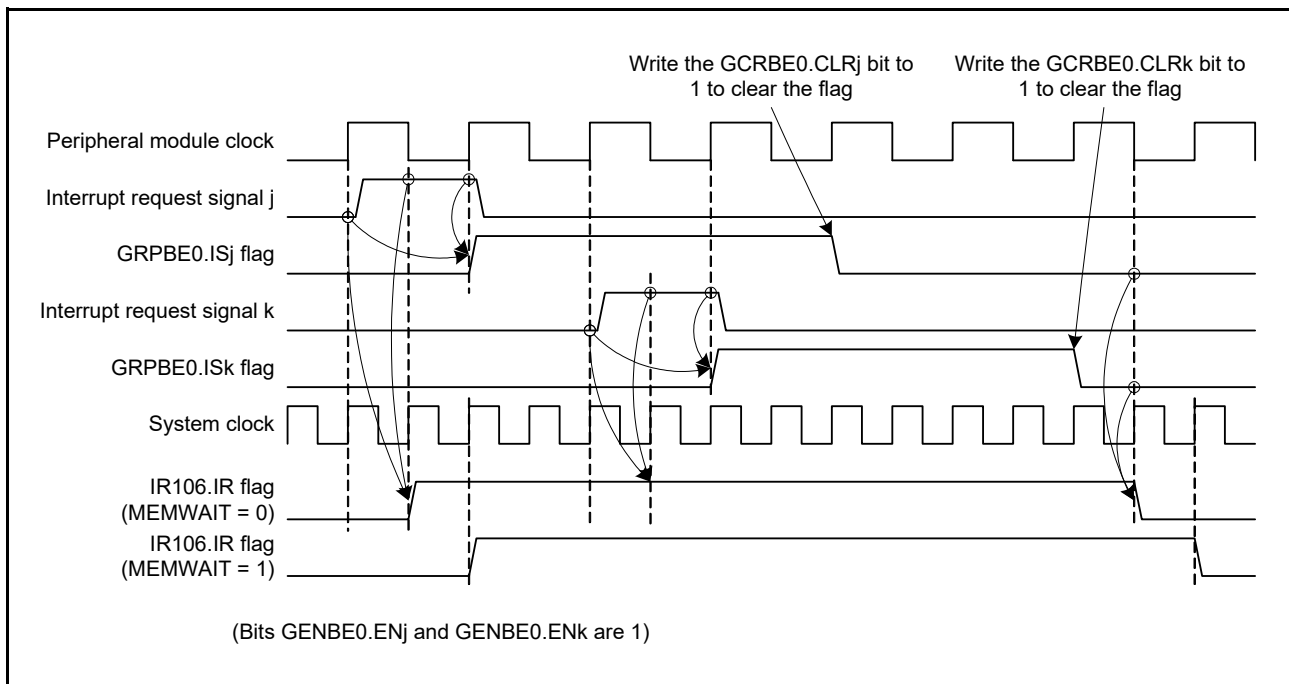 Write the GCRBE0.CLRj bit to
1 to clear the flag
Write the GCRBE0.CLRk bit to
1 to clear the flag
Peripheral module clock
Interrupt request signal j
GRPBE0.ISj flag
Interrupt request signal k
GRPBE0.ISk flag
System clock
IR106.IR flag
(MEMWAIT = 0)
IR106.IR flag
(MEMWAIT = 1)
(Bits GENBE0.ENj and GENBE0.ENk are 1)